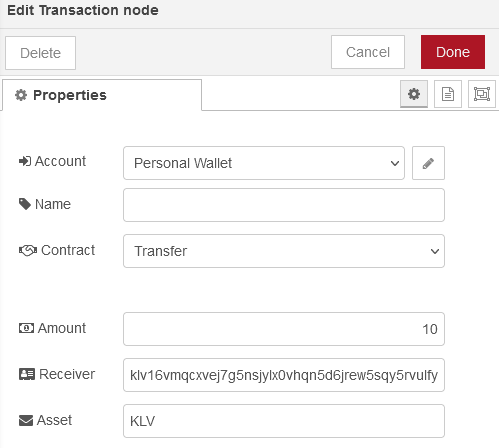 Edit Transaction node
Delete
Cancel
Done
Properties
Account
Personal Wallet
Name
Contract
Transfer
Amount
10
Receiver
klv16vmqcxvej7g5nsjylx0vhqn5d6jrew5sqy5rvulfy
Asset
KLV